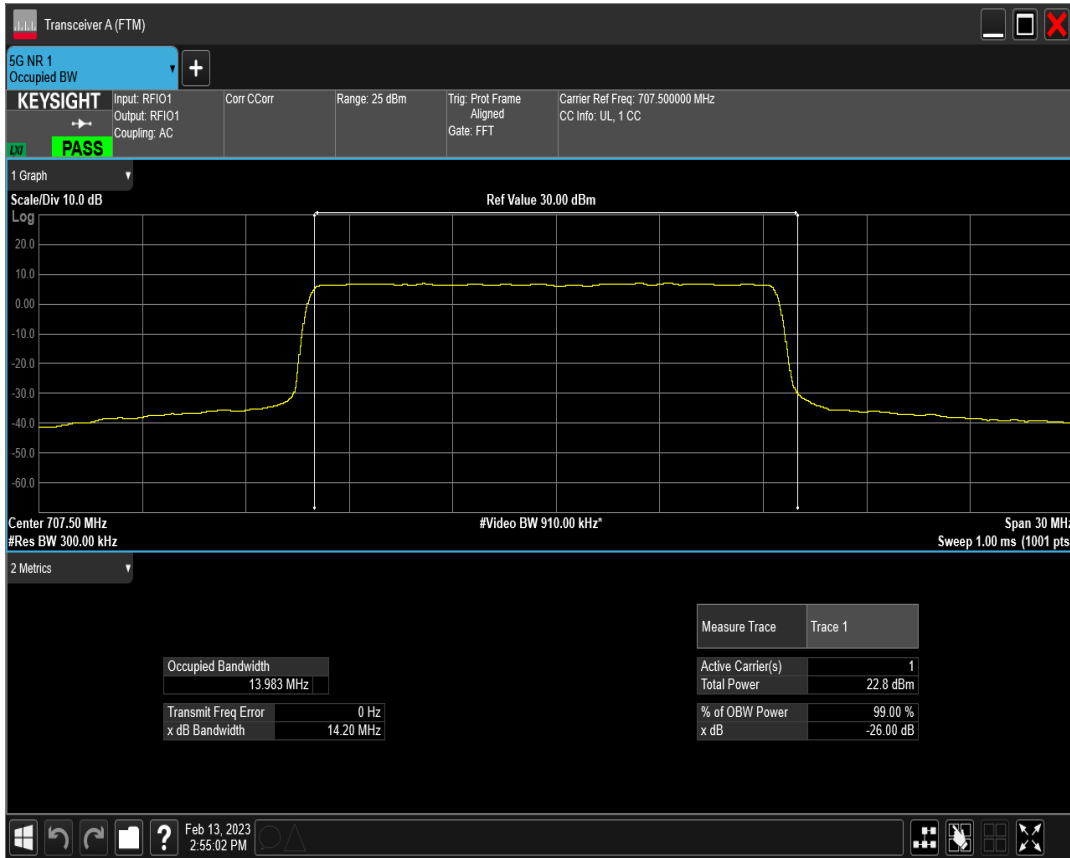 Transceiver A (FTM)
5G NR 1
Occupied BW
+
KEYSIGHT
LXI
PASS
Input: RFIO1
Output: RFIO1
Coupling: AC
Corr CCorr
Range: 25 dBm
Trig: Prot Frame
Aligned
Gate: FFT
Carrier Ref Freq: 707.500000 MHz
CC Info: UL, 1 CC
1 Graph
Scale/Div 10.0 dB
Ref Value 30.00 dBm
Log
20.0
10.0
0.00
-10.0
-20.0
-30.0
-40.0
-50.0
-60.0
Center 707.50 MHz
#Video BW 910.00 kHz*
Span 30 MHz
#Res BW 300.00 kHz
Sweep 1.00 ms (1001 pts
2 Metrics
Measure Trace Trace 1
Occupied Bandwidth
13.983 MHz
Active Carrier(s) 1
Total Power 22.8 dBm
Transmit Freq Error 0 Hz
x dB Bandwidth 14.20 MHz
% of OBW Power 99.00 %
x dB -26.00 dB
?
Feb 13, 2023
2:55:02 PM